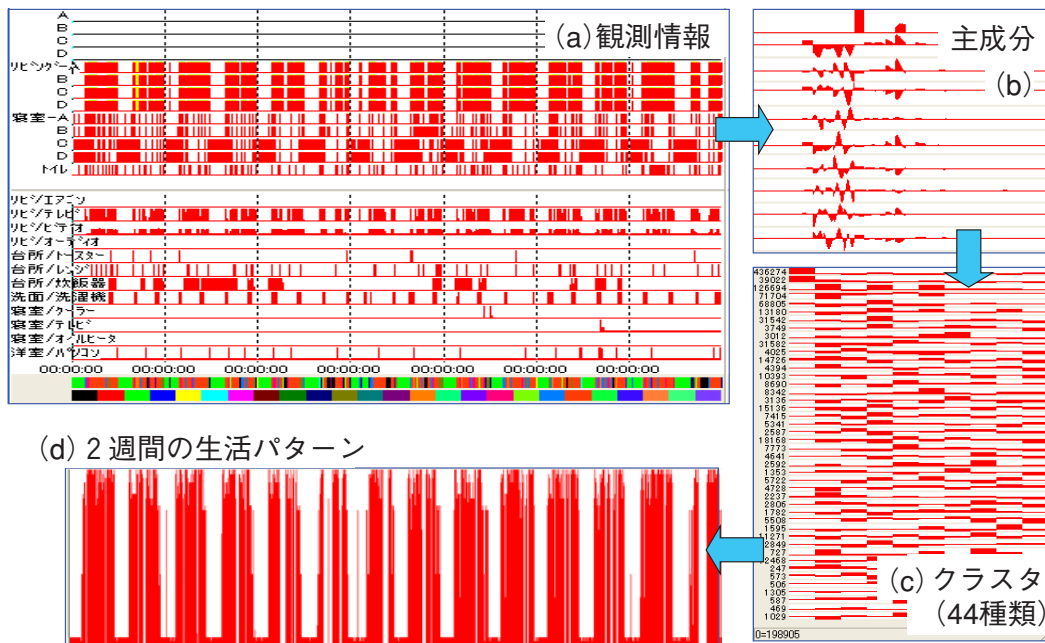 A
B
C
D
(a)観測情報
リビングーA
B
C
D
寝室-A
B
C
D
トイレ
リビ/エアコン
リビ/テレビ
リビ/ビデオ
リビ/オーディオ
台所/トースター
台所/レンジ
台所/炊飯器
洗面/洗濯機
寝室/クーラー
寝室/テレビ
寝室/オイルヒータ
洋室/パソコン
00:00:00 00:00:00 00:00:00 00:00:00 00:00:00 00:00:00 00:00:00
主成分
(b)
436274
39022
126694
71704
68805
13180
31542
3749
3012
31582
4025
14726
4394
10393
8690
8342
3136
15136
7415
5341
2587
18168
7773
4641
2592
1353
5722
4728
2237
2806
1782
5508
1595
11271
2849
727
2468
247
573
506
1305
587
469
1029
0=198905
(c)クラスタ
(44種類)
(d)2週間の生活パターン